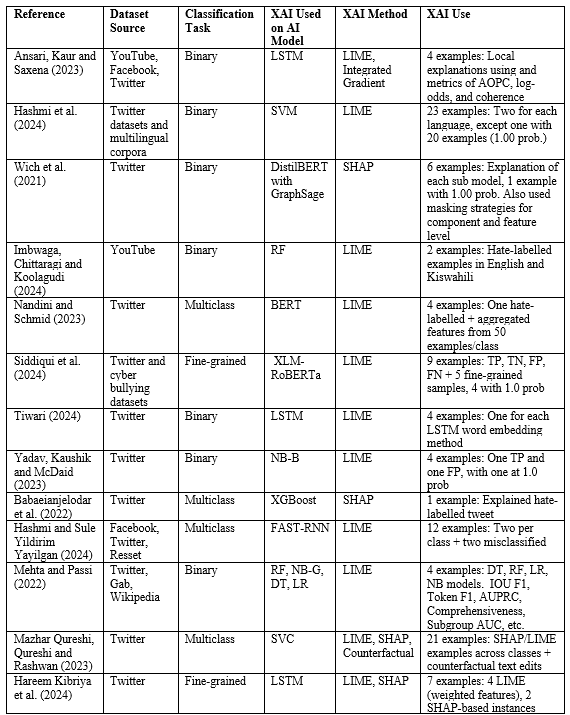 Reference Dataset Source Classification Task XAI Used on AI Model XAI Method XAI Use
Ansari, Kaur and Saxena (2023) YouTube, Facebook, Twitter Binary LSTM LIME, Integrated Gradient 4 examples: Local explanations using and metrics of AOPC, log-odds, and coherence
Hashmi et al. (2024) Twitter datasets and multilingual corpora Binary SVM LIME 23 examples: Two for each language, except one with 20 examples (1.00 prob.)
Wich et al. (2021) Twitter Binary DistilBERT with GraphSage SHAP 6 examples: Explanation of each sub model, 1 example with 1.00 prob. Also used masking strategies for component and feature level
Imbwaga, Chittaragi and Koolagudi (2024) YouTube Binary RF LIME 2 examples: Hate-labelled examples in English and Kiswahili
Nandini and Schmid (2023) Twitter Multiclass BERT LIME 4 examples: One hate-labelled + aggregated features from 50 examples/class
Siddiqui et al. (2024) Twitter and cyber bullying datasets Fine-grained XLM-RoBERTa LIME 9 examples: TP, TN, FP, FN + 5 fine-grained samples, 4 with 1.0 prob
Tiwari (2024) Twitter Binary LSTM LIME 4 examples: One for each LSTM word embedding method
Yadav, Kaushik and McDaid (2023) Twitter Binary NB-B LIME 4 examples: One TP and one FP, with one at 1.0 prob
Babaeianjelodar et al. (2022) Twitter Multiclass XGBoost SHAP 1 example: Explained hate-labelled tweet
Hashmi and Sule Yildirim Yayilgan (2024) Facebook, Twitter, Resset Multiclass FAST-RNN LIME 12 examples: Two per class + two misclassified
Mehta and Passi (2022) Twitter, Gab, Wikipedia Binary RF, NB-G, DT, LR LIME 4 examples: DT, RF, LR, NB models. IOU F1, Token F1, AUPRC, Comprehensiveness, Subgroup AUC, etc.
Mazhar Qureshi, Qureshi and Rashwan (2023) Twitter Multiclass SVC LIME, SHAP, Counterfactual 21 examples: SHAP/LIME examples across classes + counterfactual text edits
Hareem Kibriya et al. (2024) Twitter Fine-grained LSTM LIME, SHAP 7 examples: 4 LIME (weighted features), 2 SHAP-based instances